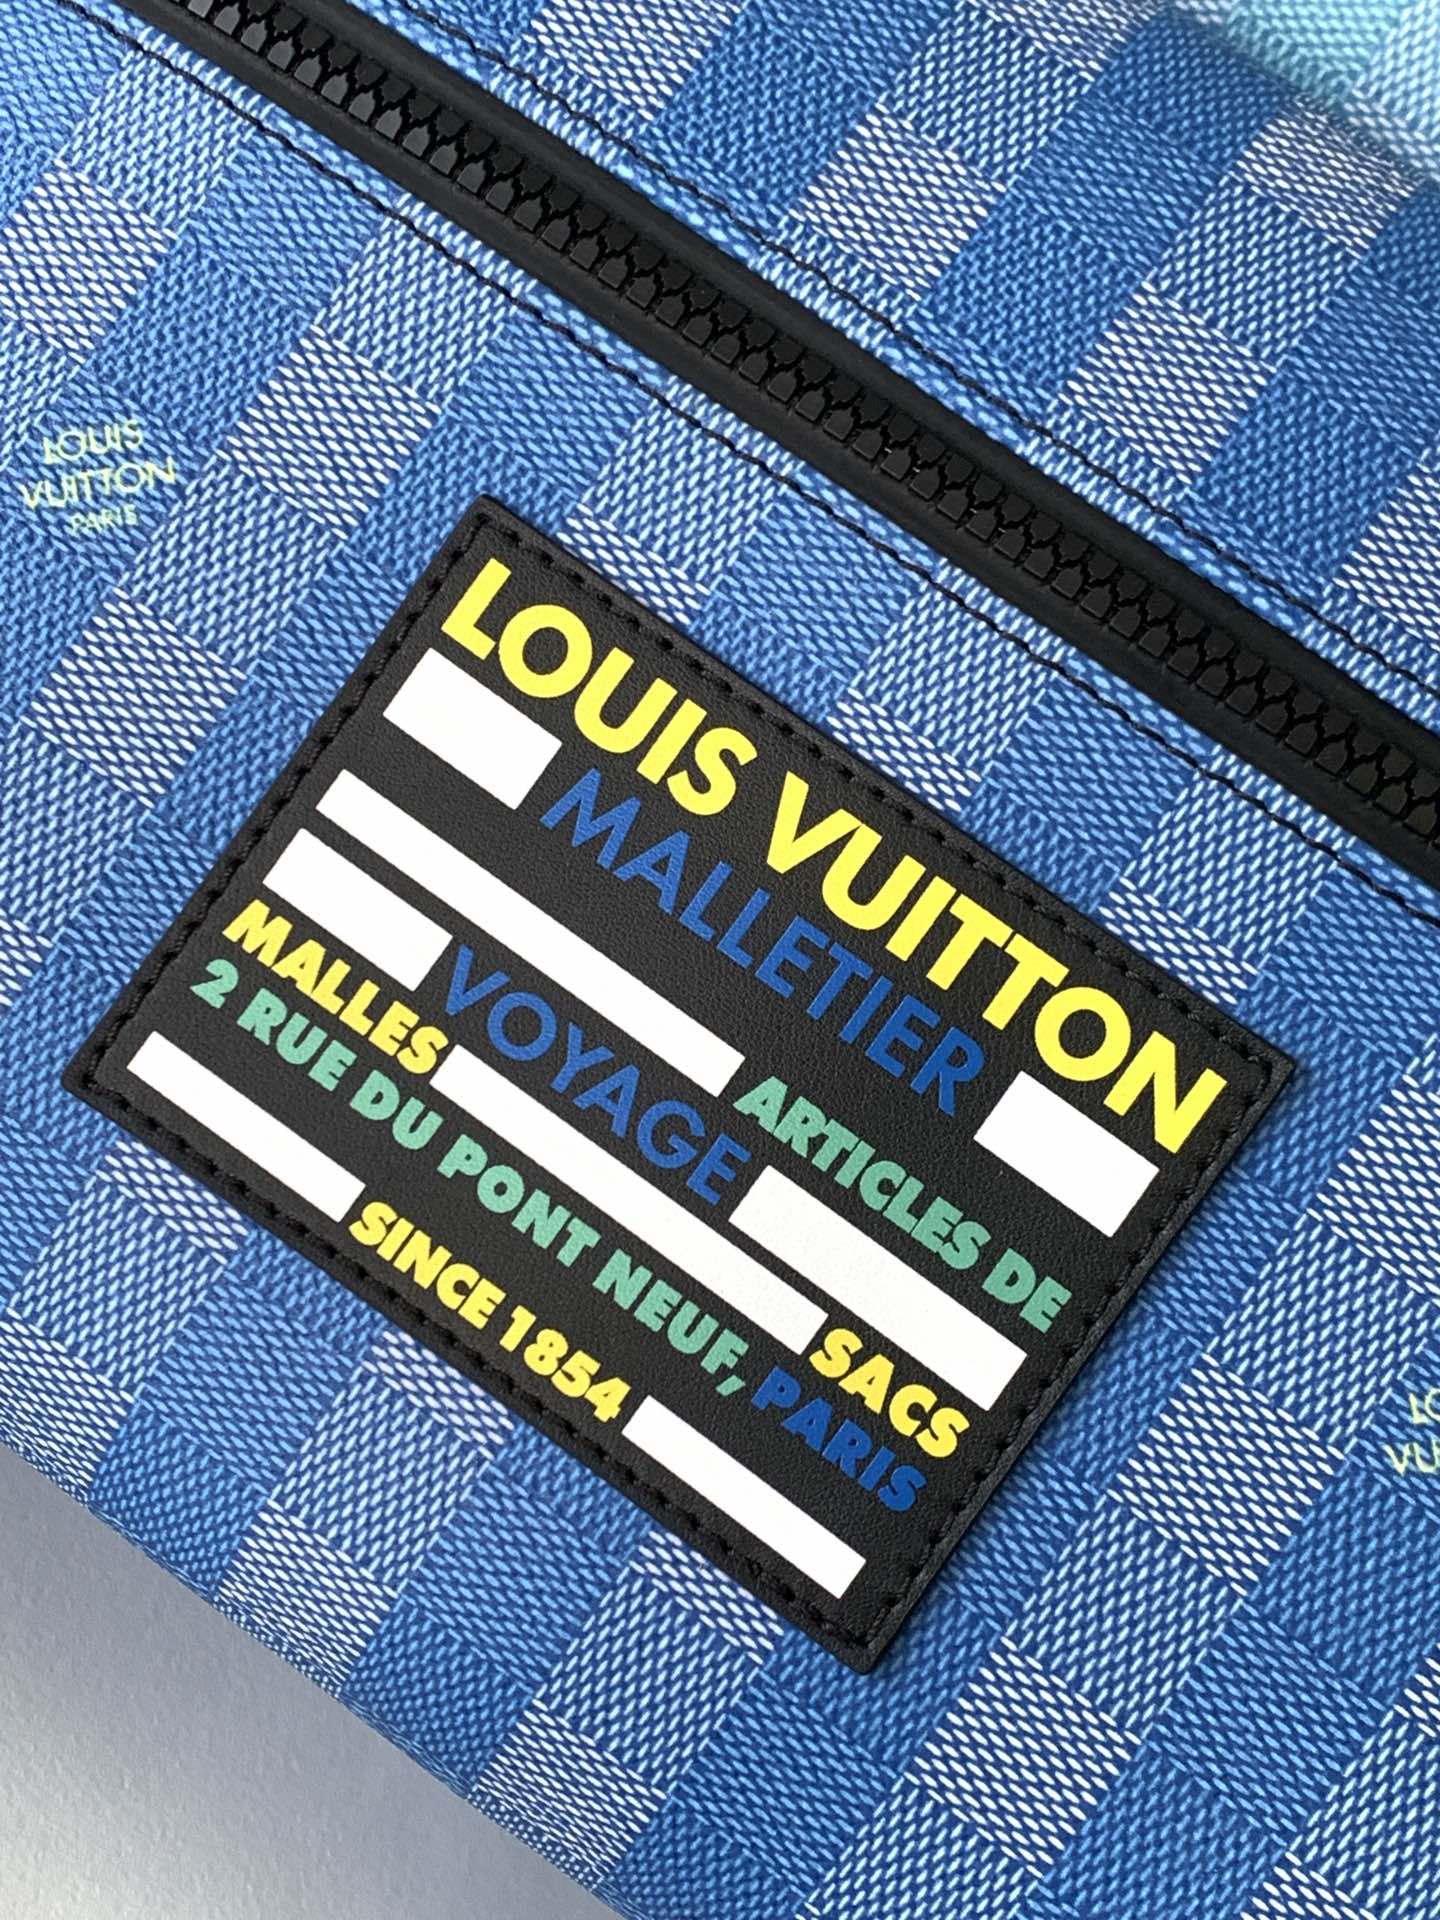 LOUIS
VUITTON
PARIS
LOUIS VUITTON
MALLETIER
ARTICLES DE
VOYAGE
MALLES SACS
2 RUE DU PONT NEUF, PARIS
SINCE 1854